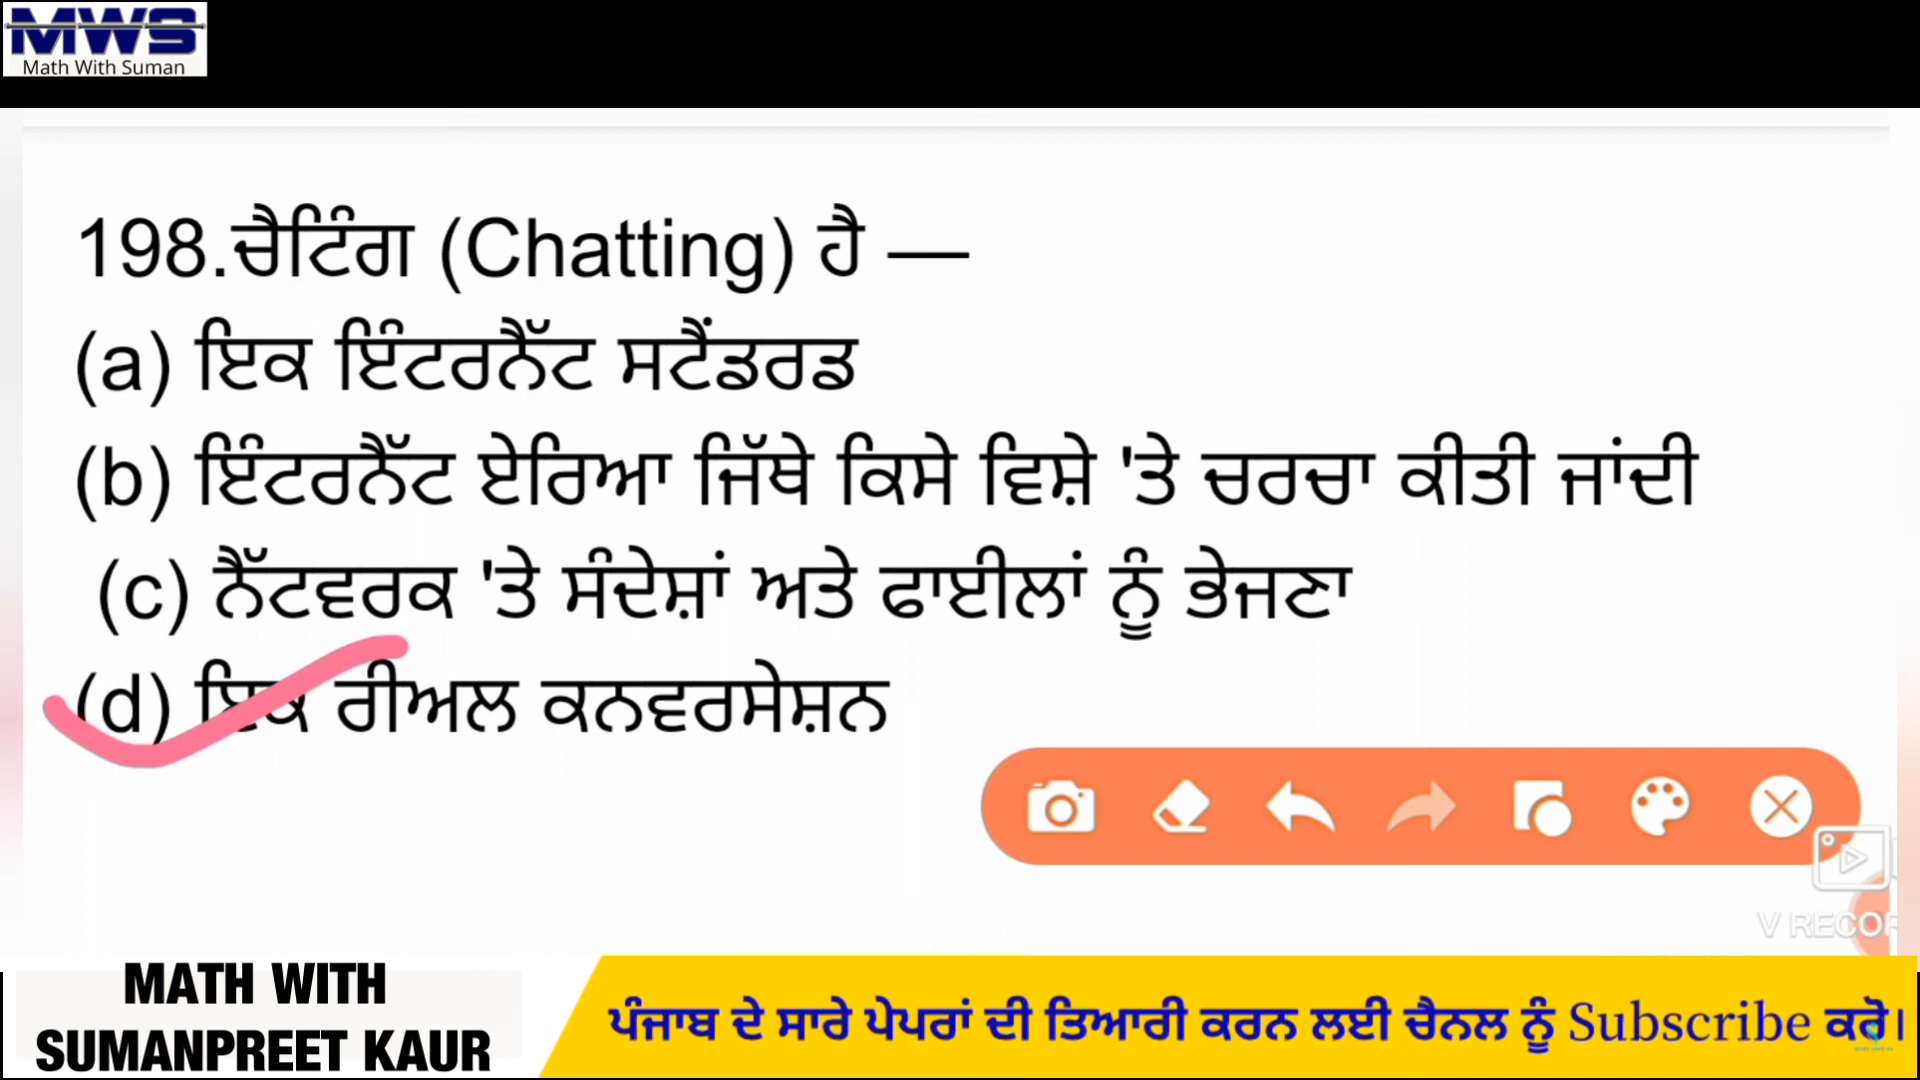 MWS
Math With Suman
198.ਚੈਟਿੰਗ (Chatting) ਹੈ —
(a) ਇਕ ਇੰਟਰਨੈੱਟ ਸਟੈਂਡਰਡ
(b) ਇੰਟਰਨੈੱਟ ਏਰਿਆ ਜਿੱਥੇ ਕਿਸੇ ਵਿਸ਼ੇ 'ਤੇ ਚਰਚਾ ਕੀਤੀ ਜਾਂਦੀ
(c) ਨੈੱਟਵਰਕ 'ਤੇ ਸੰਦੇਸ਼ਾਂ ਅਤੇ ਫਾਈਲਾਂ ਨੂੰ ਭੇਜਣਾ
(d) ਇਕ ਰੀਅਲ ਕਨਵਰਸੇਸ਼ਨ
V RECOR
MATH WITH
SUMANPREET KAUR
ਪੰਜਾਬ ਦੇ ਸਾਰੇ ਪੇਪਰਾਂ ਦੀ ਤਿਆਰੀ ਕਰਨ ਲਈ ਚੈਨਲ ਨੂੰ Subscribe ਕਰੋ।